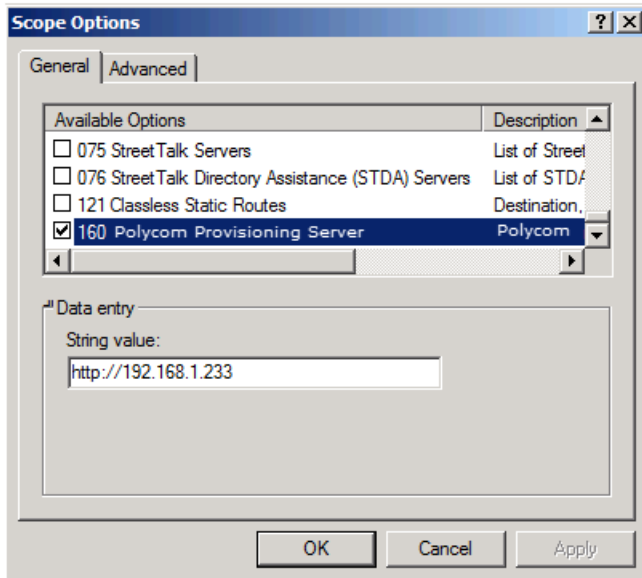 Scope Options
General Advanced
Available Options Description
075 StreetTalk Servers List of Street
076 StreetTalk Directory Assistance (STDA) Servers List of STDA
121 Classless Static Routes Destination,
160 Polycom Provisioning Server Polycom
Data entry
String value:
http://192.168.1.233
OK Cancel Apply